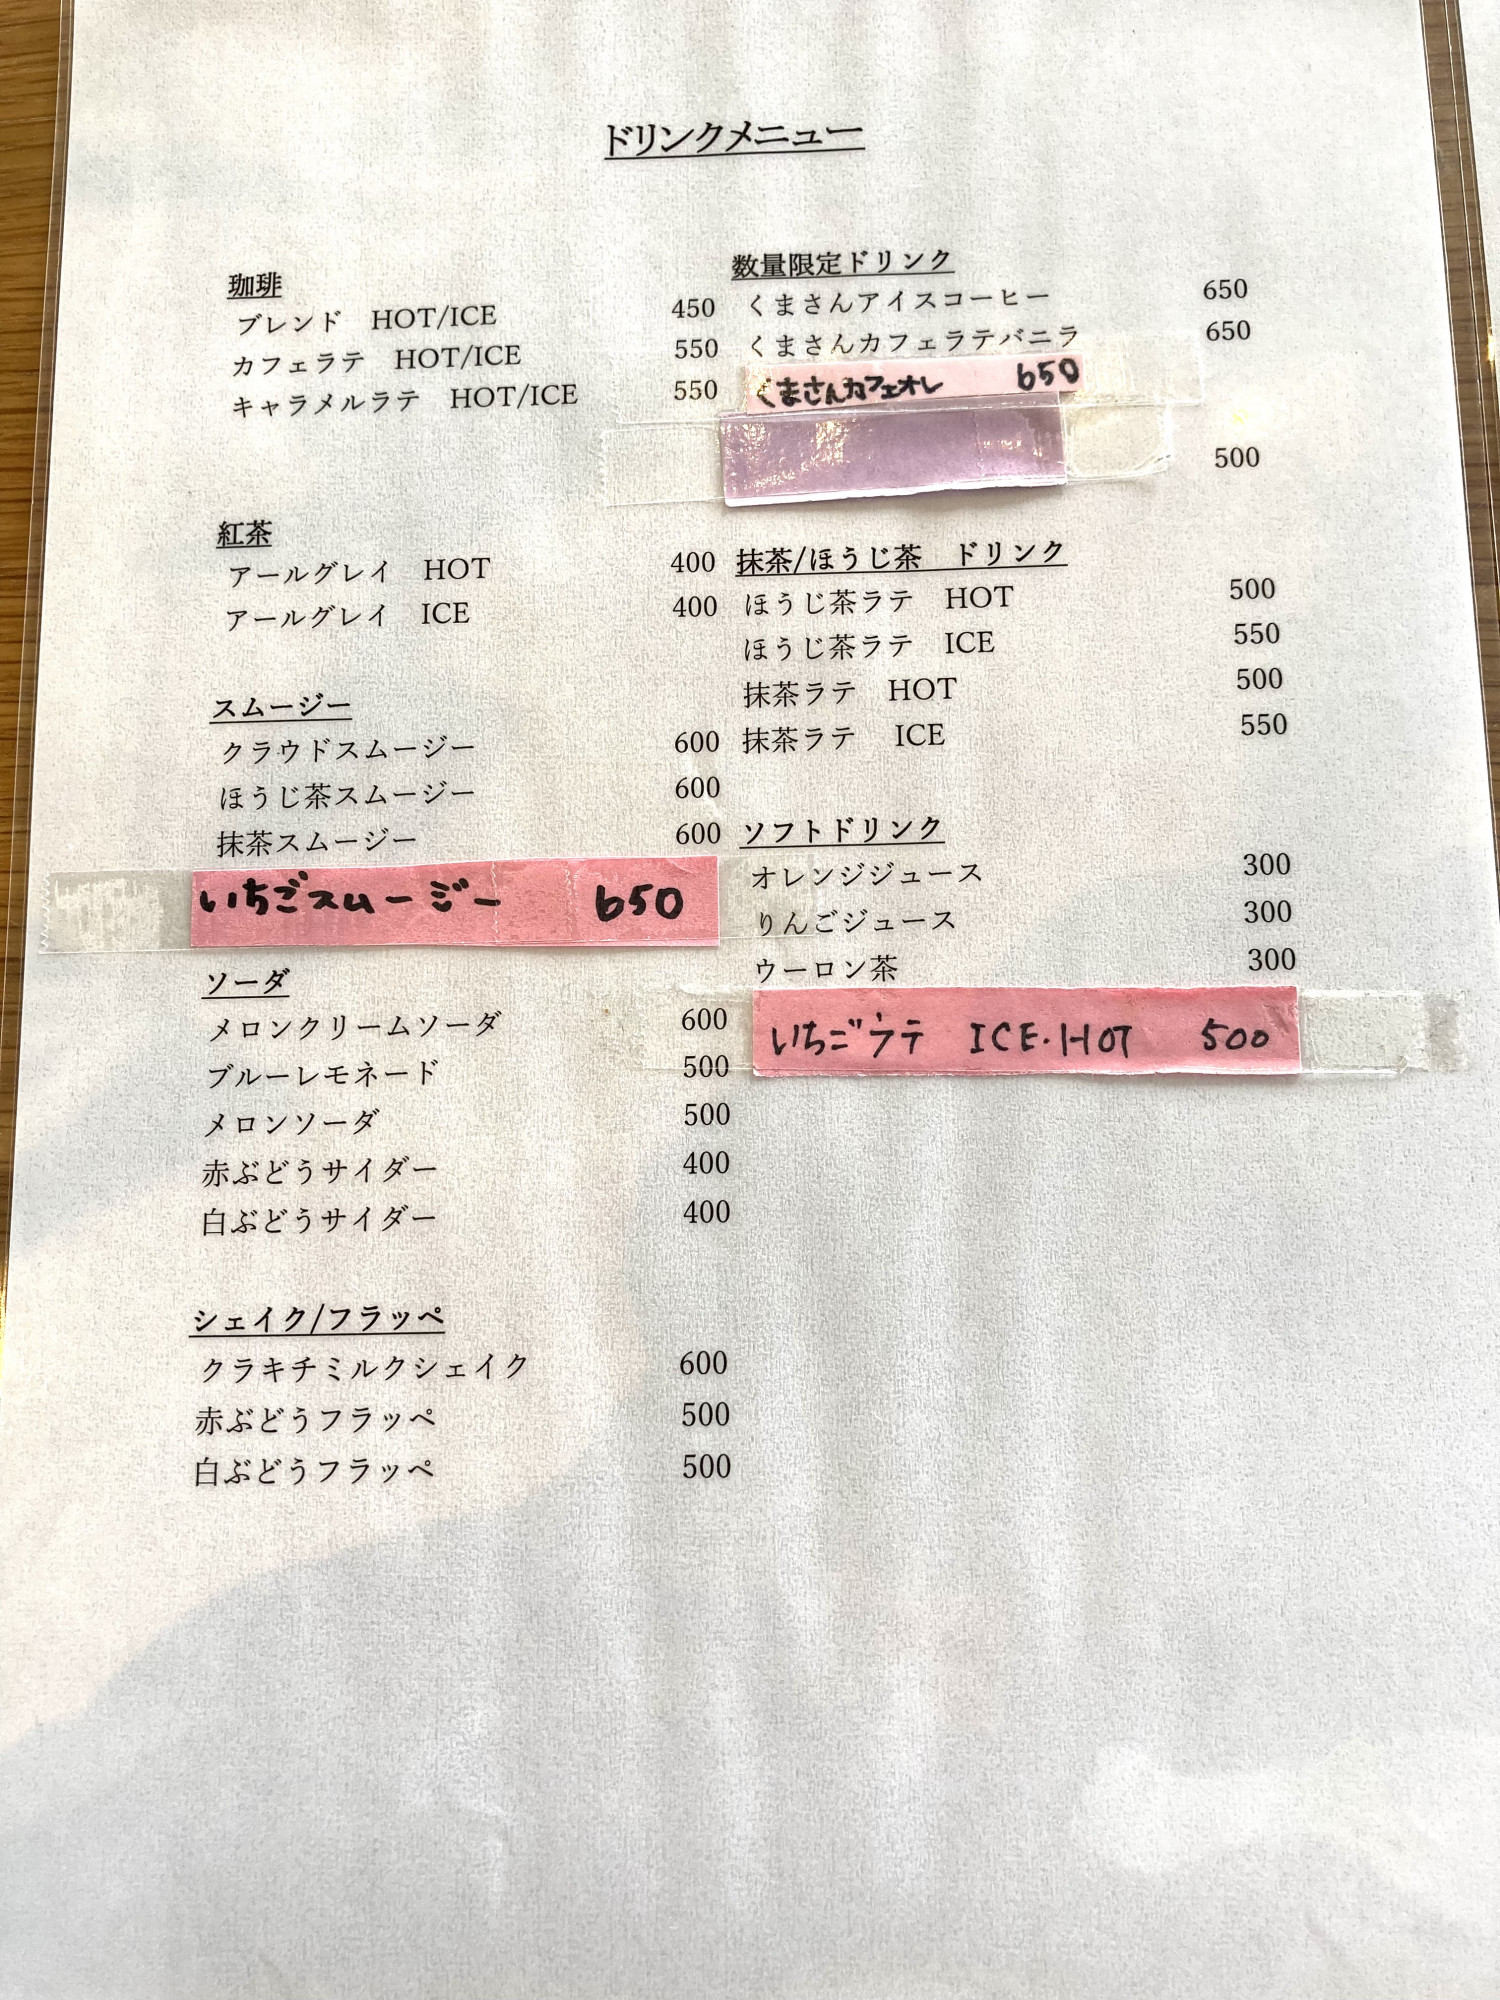 ドリンクメニュー
珈琲
ブレンド　HOT/ICE　450
カフェラテ　HOT/ICE　550
キャラメルラテ　HOT/ICE　550
紅茶
アールグレイ　HOT　400
アールグレイ　ICE　400
スムージー
クラウドスムージー　600
ほうじ茶スムージー　600
抹茶スムージー　600
いちごスムージー　650
ソーダ
メロンクリームソーダ　600
ブルーレモネード　500
メロンソーダ　500
赤ぶどうサイダー　400
白ぶどうサイダー　400
シェイク/フラッペ
クラキチミルクシェイク　600
赤ぶどうフラッペ　500
白ぶどうフラッペ　500
数量限定ドリンク
くまさんアイスコーヒー　650
くまさんカフェラテバニラ　650
くまさんカフェオレ　650
500
抹茶/ほうじ茶　ドリンク
ほうじ茶ラテ　HOT　500
ほうじ茶ラテ　ICE　550
抹茶ラテ　HOT　500
抹茶ラテ　ICE　550
ソフトドリンク
オレンジジュース　300
りんごジュース　300
ウーロン茶　300
いちごラテ　ICE・HOT　500